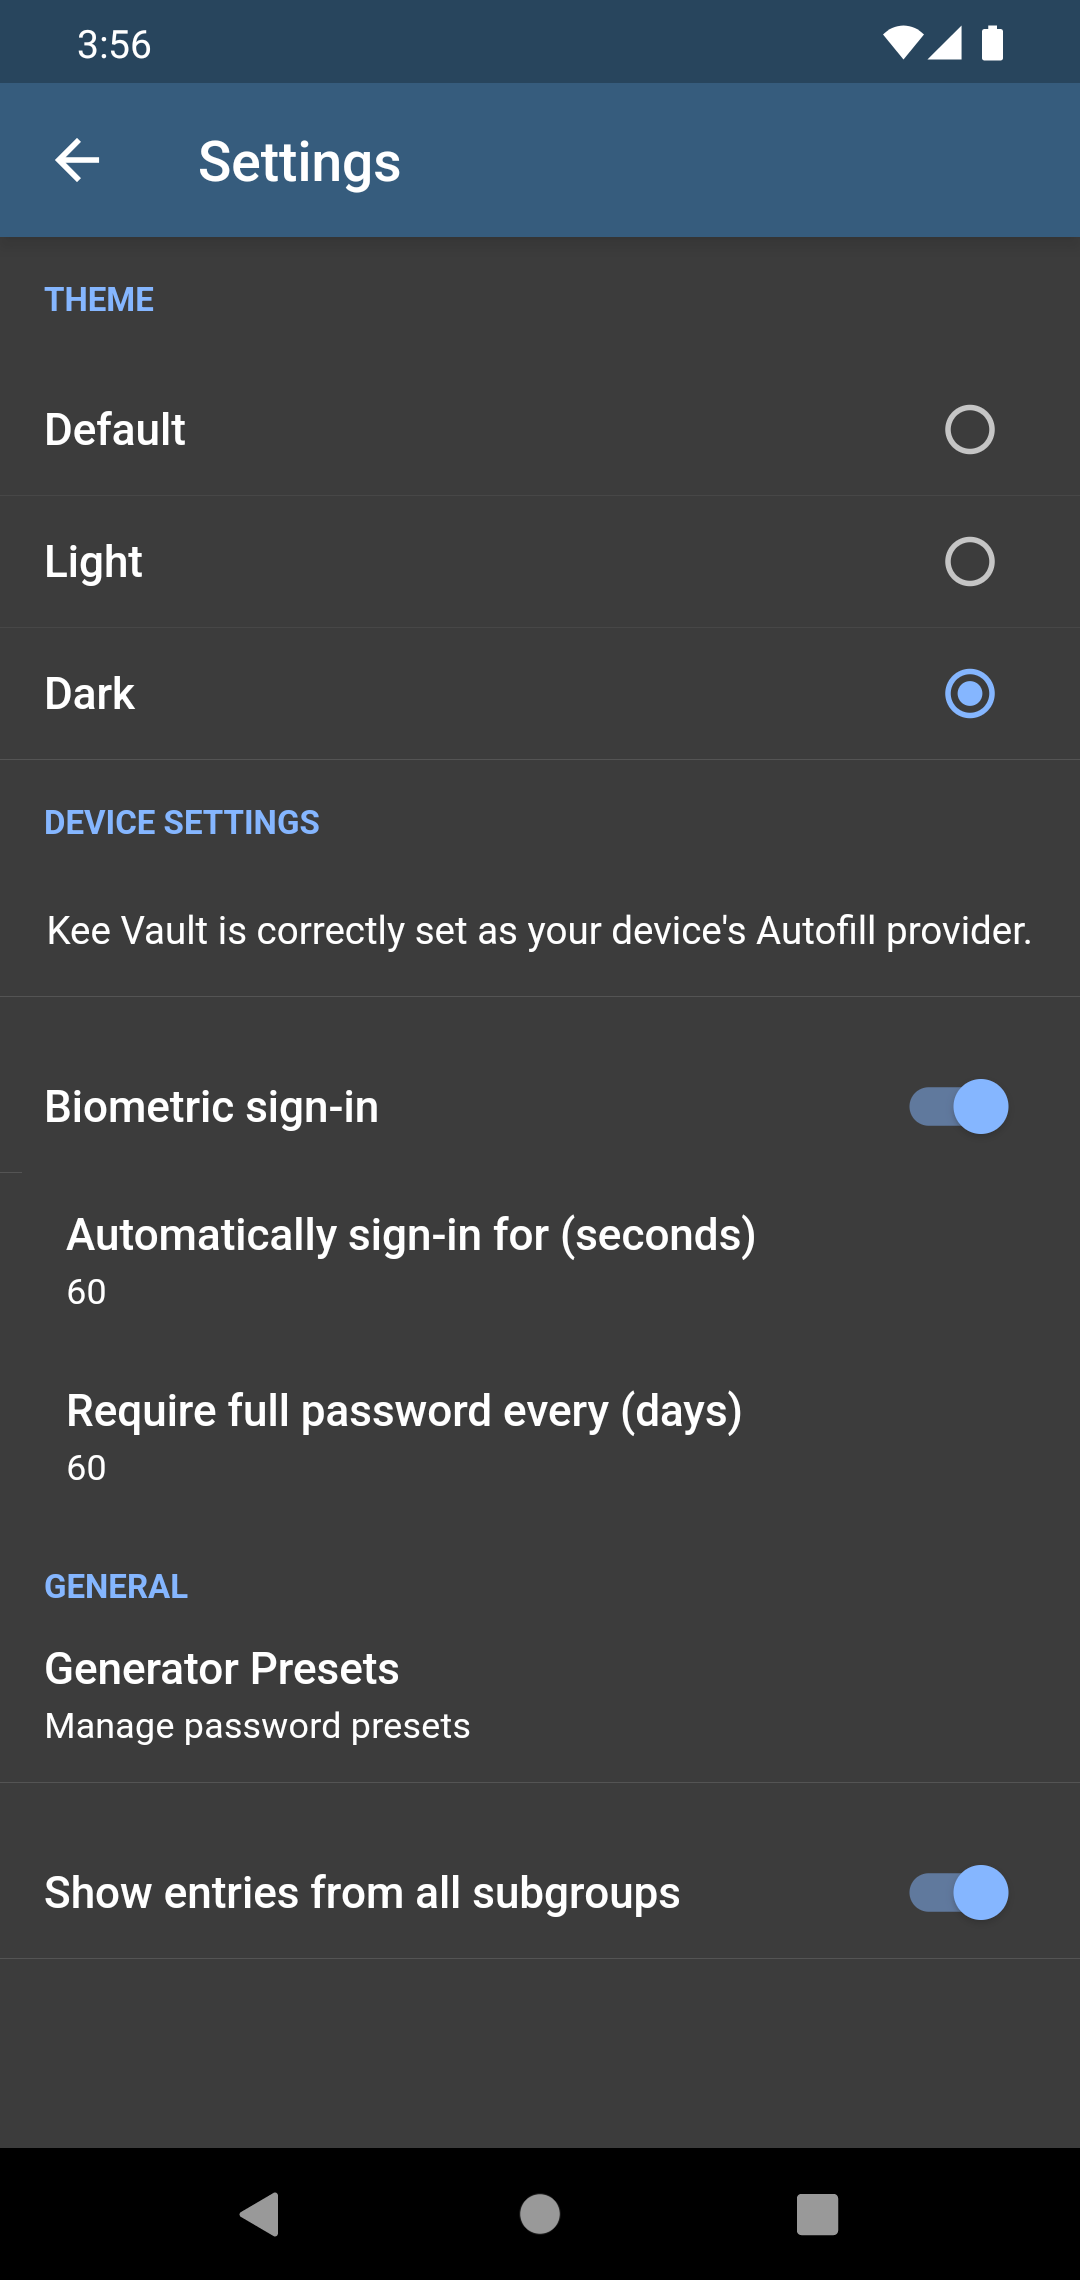 3:56
Settings
THEME
Default
Light
Dark
DEVICE SETTINGS
Kee Vault is correctly set as your device's Autofill provider.
Biometric sign-in
Automatically sign-in for (seconds)
60
Require full password every (days)
60
GENERAL
Generator Presets
Manage password presets
Show entries from all subgroups